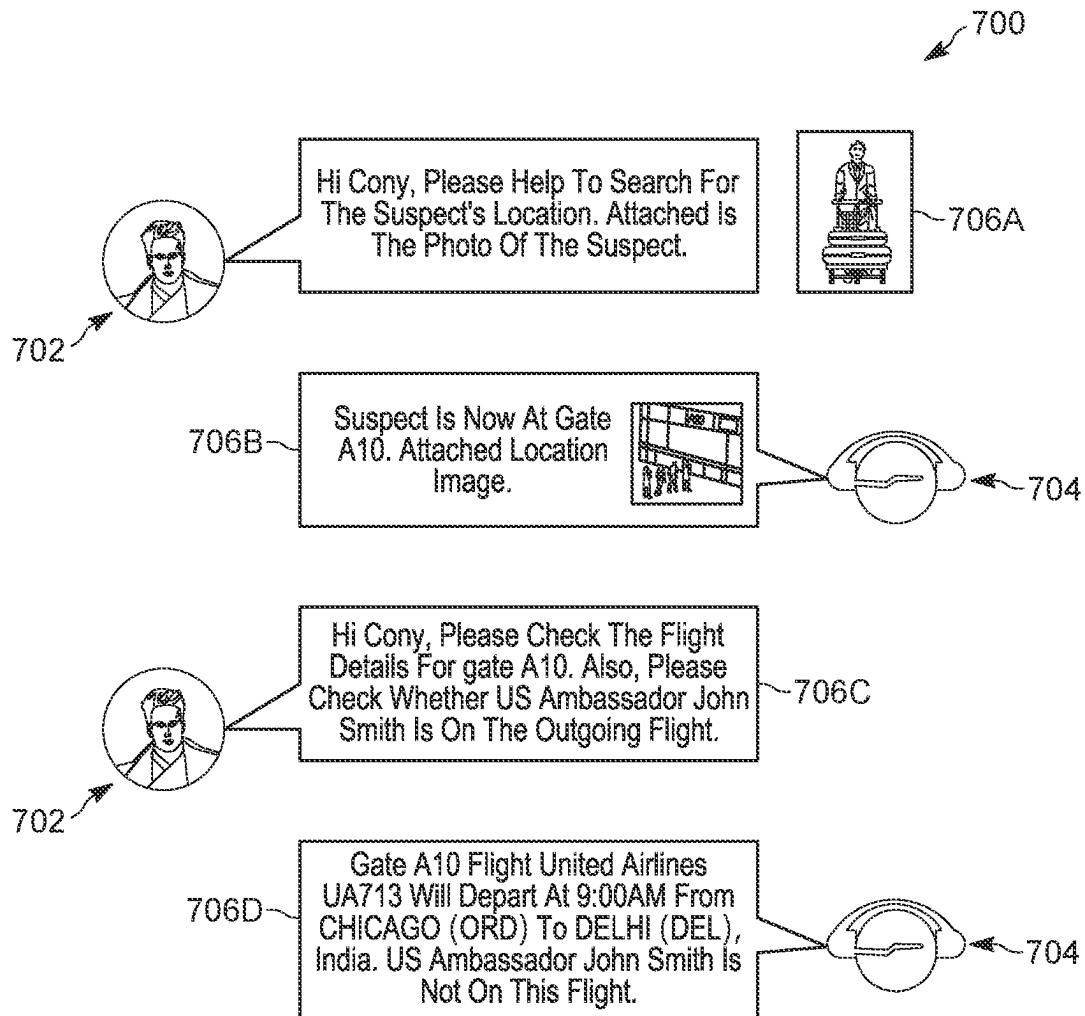 700
Hi Cony, Please Help To Search For
The Suspect's Location. Attached Is
The Photo Of The Suspect.
706A
702
706B
Suspect Is Now At Gate
A10. Attached Location
Image.
704
Hi Cony, Please Check The Flight
Details For gate A10. Also, Please
Check Whether US Ambassador John
Smith Is On The Outgoing Flight.
706C
702
Gate A10 Flight United Airlines
UA713 Will Depart At 9:00AM From
CHICAGO (ORD) To DELHI (DEL),
India. US Ambassador John Smith Is
Not On This Flight.
706D
704